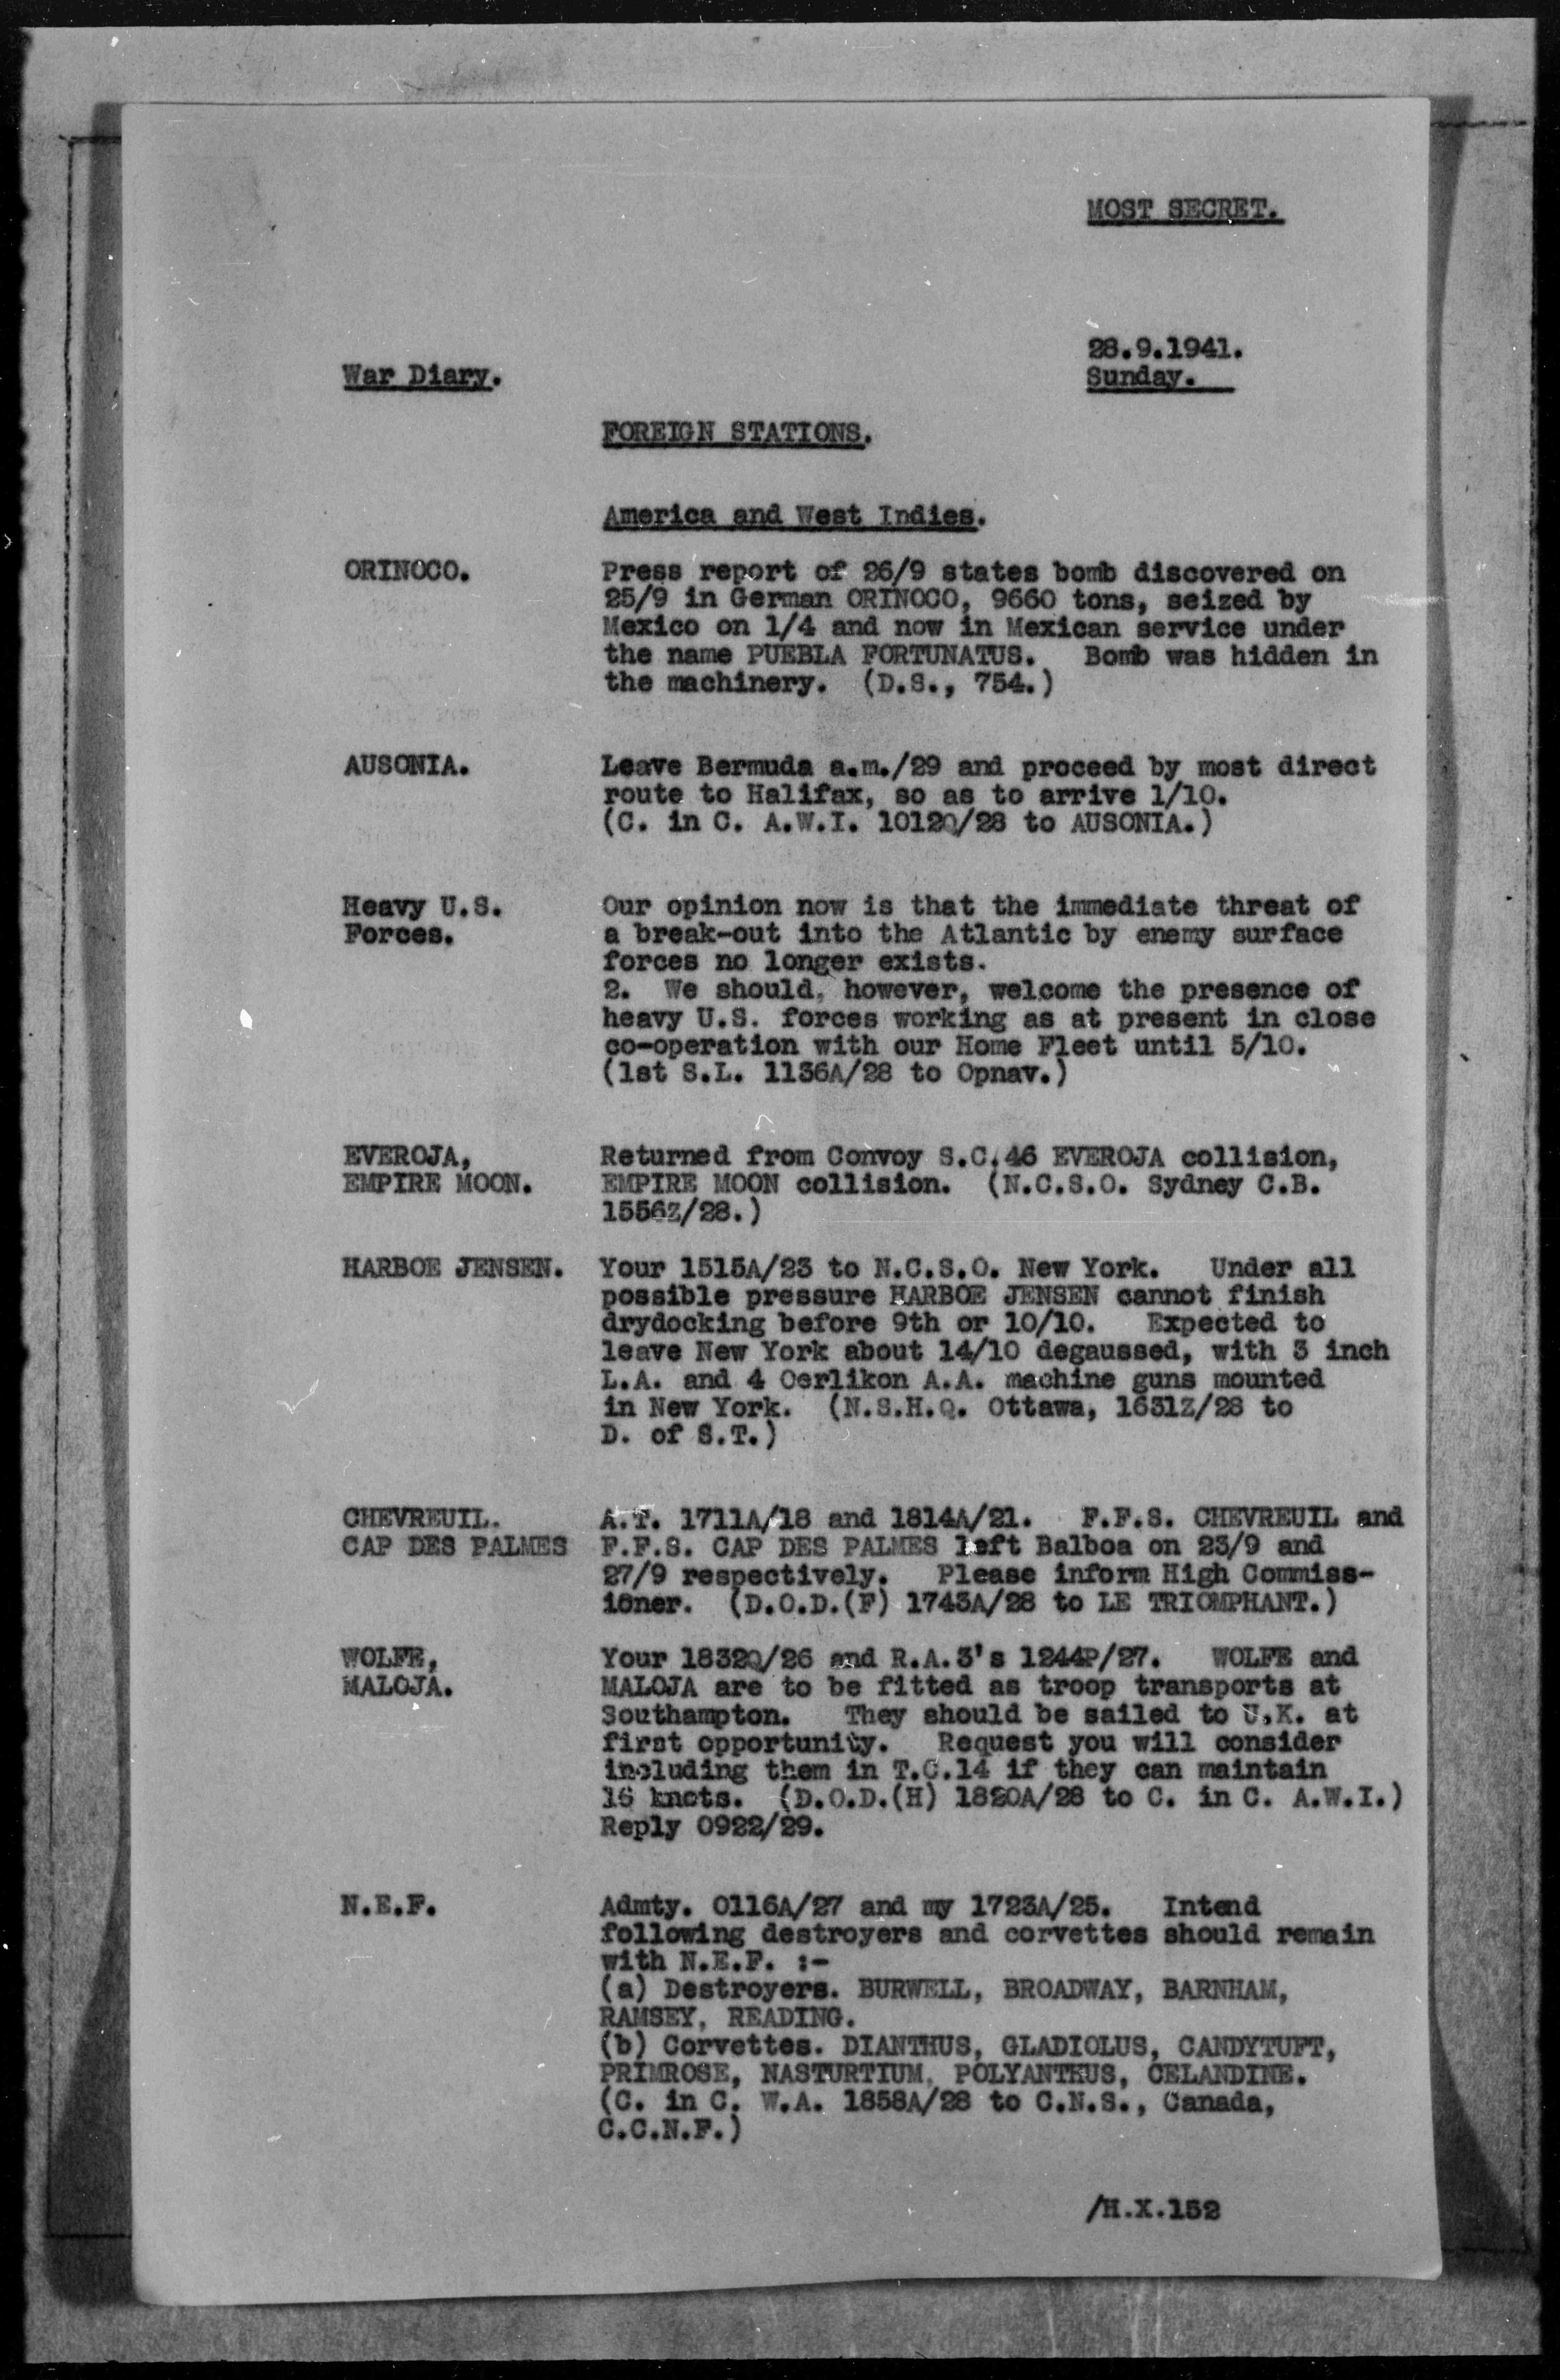 MOST SECRET.
28.9.1941.
War Diary.
Sunday.
FOREIGN STATIONS.
America and West Indies.
ORINOCO. Press report of 26/9 states bomb discovered on
25/9 in German ORINOCO, 9660 tons, seized by
Mexico on 1/4 and now in Mexican service under
the name PUEBLA FORTUNATUS. Bomb was hidden in
the machinery. (D.S., 754.)
AUSONIA. Leave Bermuda a.m./29 and proceed by most direct
route to Halifax, so as to arrive 1/10.
(C. in C. A.W.I. 1012Q/28 to AUSONIA.)
Heavy U.S. Our opinion now is that the immediate threat of
Forces. a break-out into the Atlantic by enemy surface
forces no longer exists.
2. We should, however, welcome the presence of
heavy U.S. forces working as at present in close
co-operation with our Home Fleet until 5/10.
(1st S.L. 1136A/28 to Opnav.)
EVEROJA, Returned from Convoy S.C.46 EVEROJA collision,
EMPIRE MOON. EMPIRE MOON collision. (N.C.S.O. Sydney C.B.
1556Z/28.)
HARBOE JENSEN. Your 1515A/23 to N.C.S.O. New York. Under all
possible pressure HARBOE JENSEN cannot finish
drydocking before 9th or 10/10. Expected to
leave New York about 14/10 degaussed, with 3 inch
L.A. and 4 Oerlikon A.A. machine guns mounted
in New York. (N.S.H.Q. Ottawa, 1631Z/28 to
D. of S.T.)
CHEVREUIL. A.T. 1711A/18 and 1814A/21. F.F.S. CHEVREUIL and
CAP DES PALMES F.F.S. CAP DES PALMES left Balboa on 23/9 and
27/9 respectively. Please inform High Commiss-
ioner. (D.O.D.(F) 1743A/28 to LE TRIOMPHANT.)
WOLFE, Your 1832Q/26 and R.A.3's 1244P/27. WOLFE and
MALOJA. MALOJA are to be fitted as troop transports at
Southampton. They should be sailed to U.K. at
first opportunity. Request you will consider
including them in T.C.14 if they can maintain
16 knots. (D.O.D.(H) 1820A/28 to C. in C. A.W.I.)
Reply 0922/29.
N.E.F. Admty. 0116A/27 and my 1723A/25. Intend
following destroyers and corvettes should remain
with N.E.F. :-
(a) Destroyers. BURWELL, BROADWAY, BARNHAM,
RAMSEY, READING.
(b) Corvettes. DIANTHUS, GLADIOLUS, CANDYTUFT,
PRIMROSE, NASTURTIUM, POLYANTHUS, CELANDINE.
(C. in C. W.A. 1858A/28 to C.N.S., Canada,
C.C.N.F.)
/H.X.152